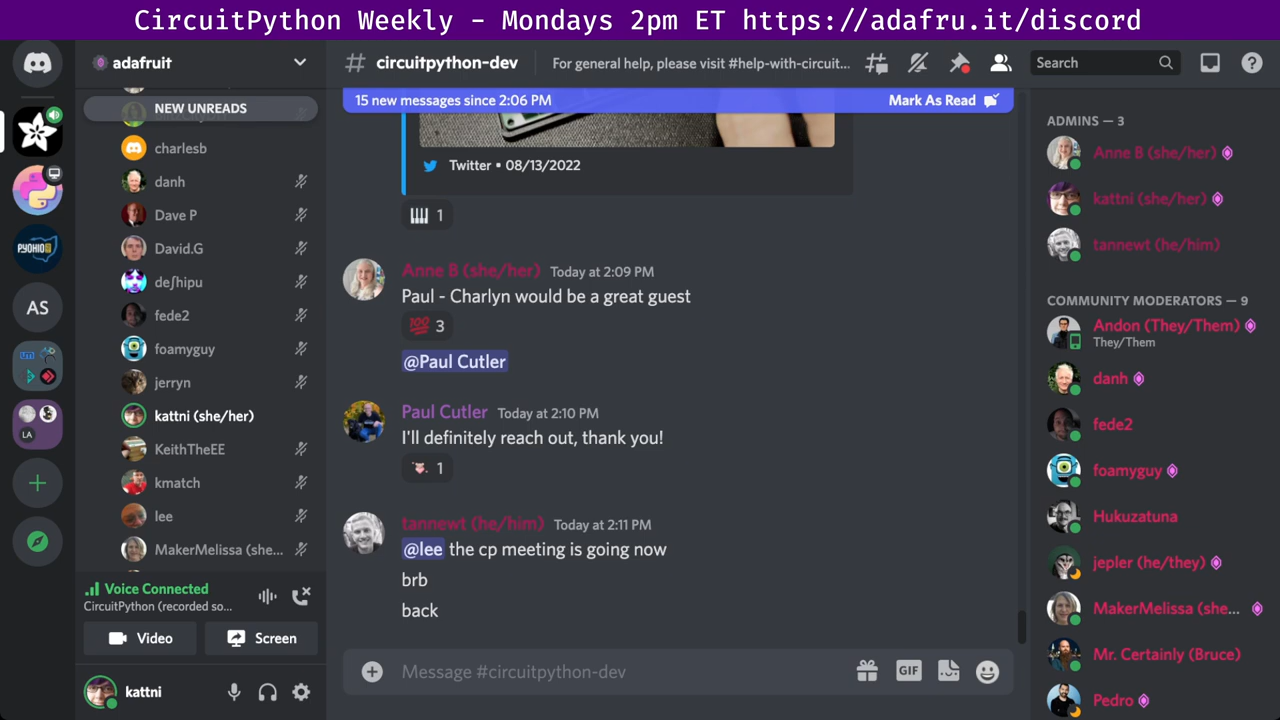 CircuitPython Weekly - Mondays 2pm ET https://adafru.it/discord
adafruit
NEW UNREADS
charlesb
danh
Dave P
David.G
deʃhipu
fede2
foamyguy
jerryn
kattni (she/her)
KeithTheEE
kmatch
lee
MakerMelissa (she...
Voice Connected
CircuitPython (recorded so...
Video
Screen
kattni
PYOHIO
AS
um
LA
circuitpython-dev
For general help, please visit #help-with-circuit...
Search
15 new messages since 2:06 PM
Mark As Read
Twitter • 08/13/2022
1
Anne B (she/her) Today at 2:09 PM
Paul - Charlyn would be a great guest
💯 3
@Paul Cutler
Paul Cutler Today at 2:10 PM
I'll definitely reach out, thank you!
1
tannewt (he/him) Today at 2:11 PM
@lee the cp meeting is going now
brb
back
Message #circuitpython-dev
GIF
ADMINS — 3
Anne B (she/her)
kattni (she/her)
tannewt (he/him)
COMMUNITY MODERATORS — 9
Andon (They/Them)
They/Them
danh
fede2
foamyguy
Hukuzatuna
jepler (he/they)
MakerMelissa (she...
Mr. Certainly (Bruce)
Pedro